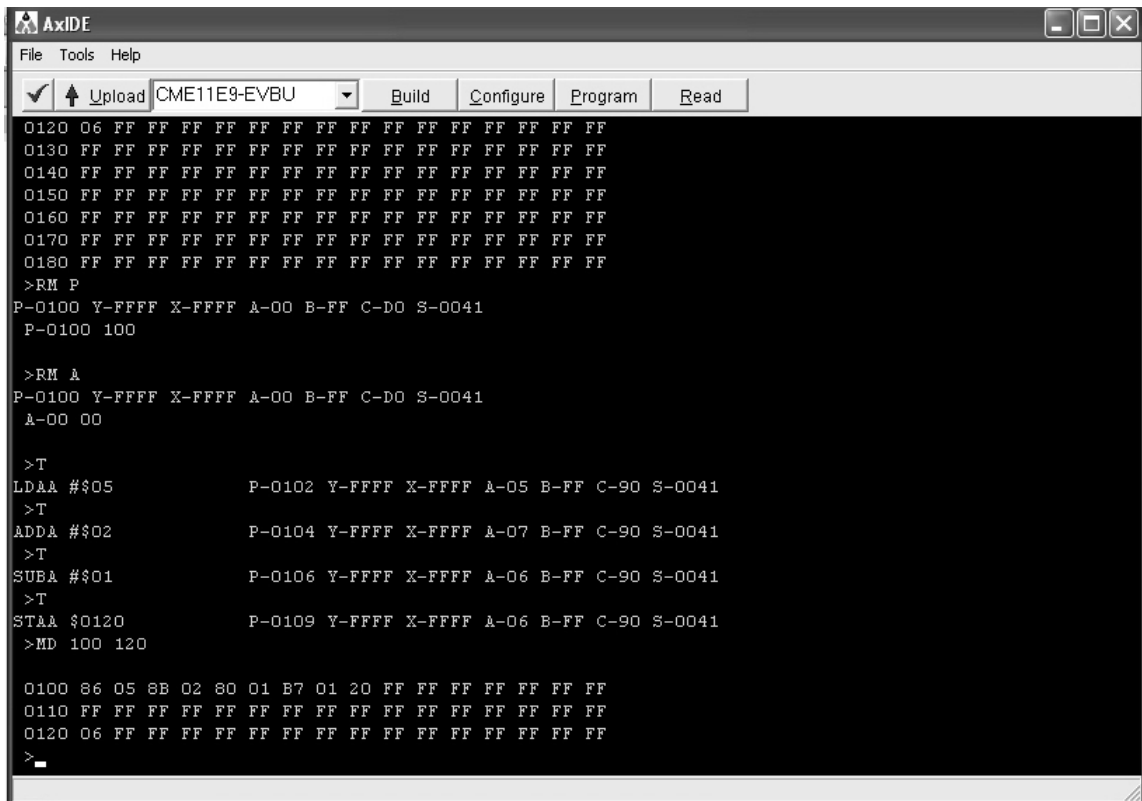 AxIDE
File Tools Help
Upload CME11E9-EVBU Build Configure Program Read
0120 06 FF FF FF FF FF FF FF FF FF FF FF FF FF FF FF
0130 FF FF FF FF FF FF FF FF FF FF FF FF FF FF FF FF
0140 FF FF FF FF FF FF FF FF FF FF FF FF FF FF FF FF
0150 FF FF FF FF FF FF FF FF FF FF FF FF FF FF FF FF
0160 FF FF FF FF FF FF FF FF FF FF FF FF FF FF FF FF
0170 FF FF FF FF FF FF FF FF FF FF FF FF FF FF FF FF
0180 FF FF FF FF FF FF FF FF FF FF FF FF FF FF FF FF
>RM P
P-0100 Y-FFFF X-FFFF A-00 B-FF C-D0 S-0041
P-0100 100
>RM A
P-0100 Y-FFFF X-FFFF A-00 B-FF C-D0 S-0041
A-00 00
>T
LDAA #$05 P-0102 Y-FFFF X-FFFF A-05 B-FF C-90 S-0041
>T
ADDA #$02 P-0104 Y-FFFF X-FFFF A-07 B-FF C-90 S-0041
>T
SUBA #$01 P-0106 Y-FFFF X-FFFF A-06 B-FF C-90 S-0041
>T
STAA $0120 P-0109 Y-FFFF X-FFFF A-06 B-FF C-90 S-0041
>MD 100 120
0100 86 05 8B 02 80 01 B7 01 20 FF FF FF FF FF FF FF
0110 FF FF FF FF FF FF FF FF FF FF FF FF FF FF FF FF
0120 06 FF FF FF FF FF FF FF FF FF FF FF FF FF FF FF
>_